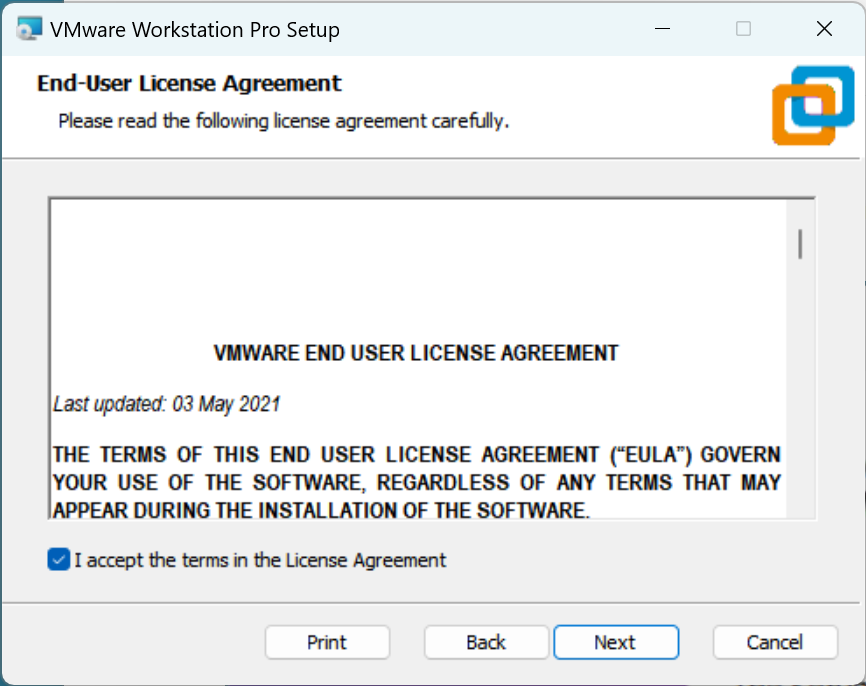 VMware Workstation Pro Setup
End-User License Agreement
Please read the following license agreement carefully.
VMWARE END USER LICENSE AGREEMENT
Last updated: 03 May 2021
THE TERMS OF THIS END USER LICENSE AGREEMENT (“EULA”) GOVERN
YOUR USE OF THE SOFTWARE, REGARDLESS OF ANY TERMS THAT MAY
APPEAR DURING THE INSTALLATION OF THE SOFTWARE.
I accept the terms in the License Agreement
Print Back Next Cancel